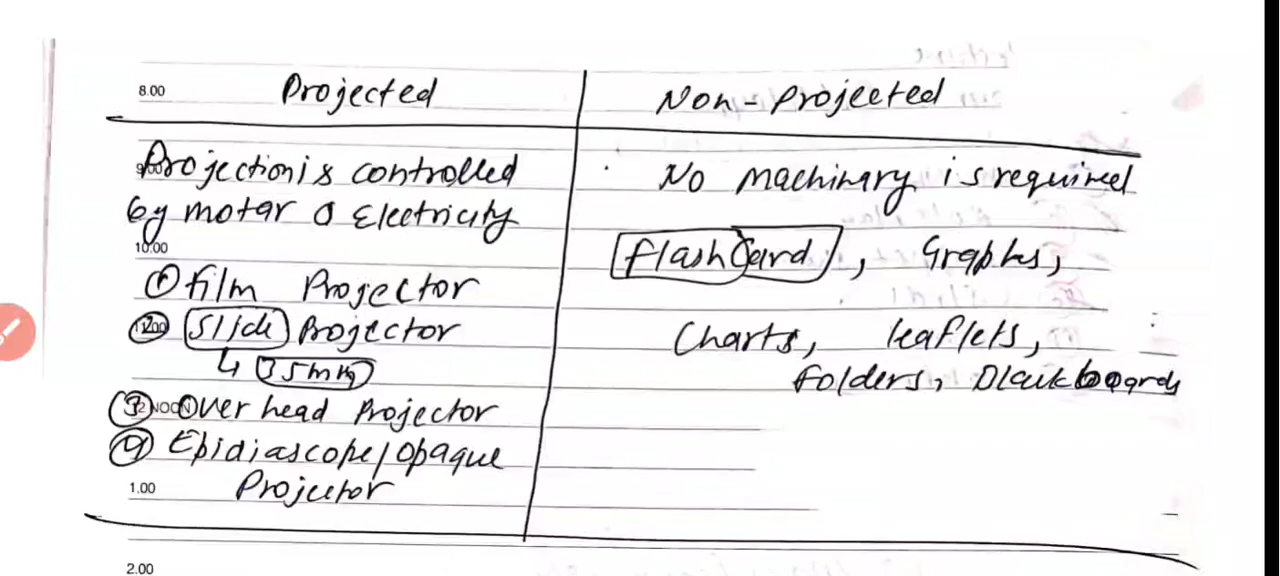 8.00 Projected Non-Projected
Projection is controlled No machinary is required
by motar & Electricity
10.00 Flash Card, Graphs,
① Film Projector
② Slide Projector Charts, leaflets,
↳ 35mm folders, Blackboards
③ Over head Projector
④ Epidiascope/Opaque
1.00 Projector
2.00